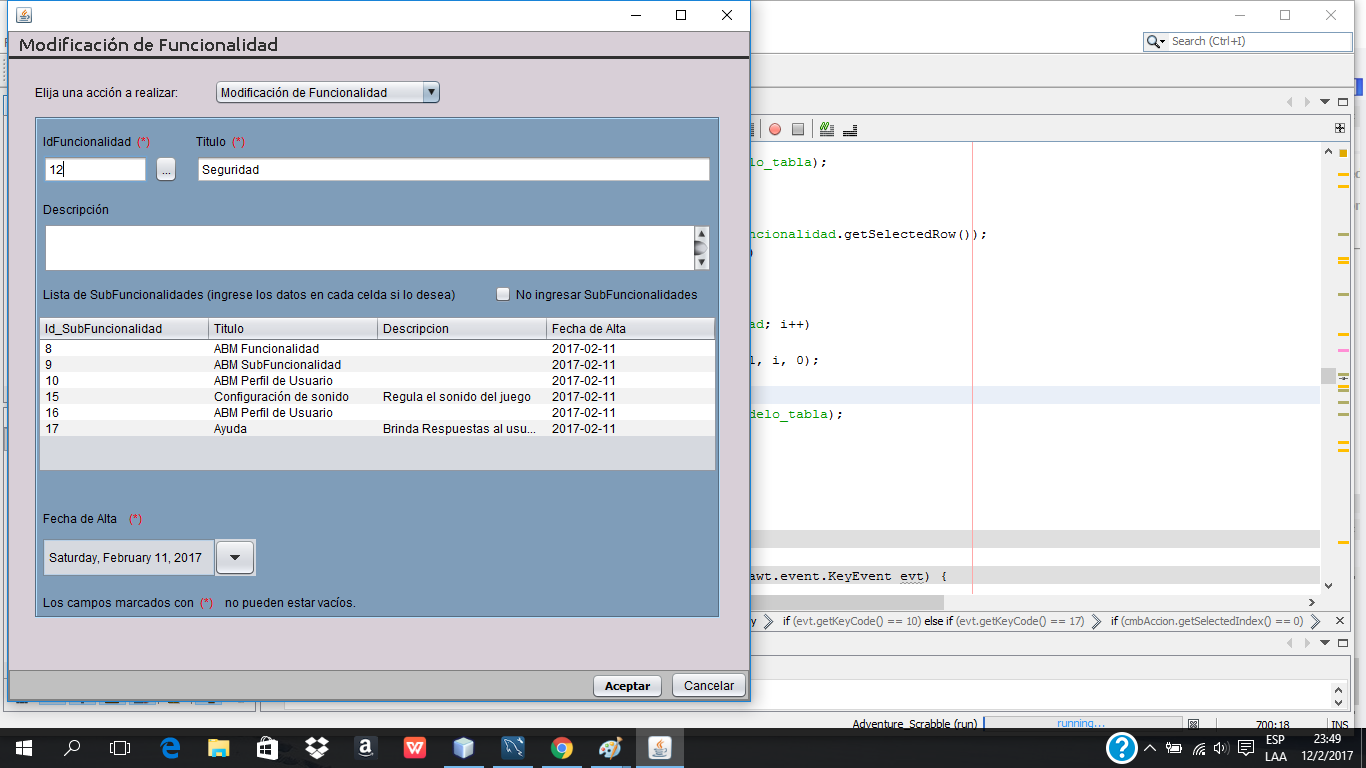 Modificación de Funcionalidad
Elija una acción a realizar:
Modificación de Funcionalidad
IdFuncionalidad (*)
Titulo (*)
12
...
Seguridad
Descripción
Lista de SubFuncionalidades (ingrese los datos en cada celda si lo desea)
No ingresar SubFuncionalidades
Id_SubFuncionalidad Titulo Descripcion Fecha de Alta
8 ABM Funcionalidad 2017-02-11
9 ABM SubFuncionalidad 2017-02-11
10 ABM Perfil de Usuario 2017-02-11
15 Configuración de sonido Regula el sonido del juego 2017-02-11
16 ABM Perfil de Usuario 2017-02-11
17 Ayuda Brinda Respuestas al usu... 2017-02-11
Fecha de Alta (*)
Saturday, February 11, 2017
Los campos marcados con (*) no pueden estar vacíos.
Aceptar
Cancelar
Search (Ctrl+I)
lo_tabla);
ncionalidad.getSelectedRow());
)
ad; i++)
l, i, 0);
delo_tabla);
awt.event.KeyEvent evt) {
y
if (evt.getKeyCode() == 10) else if (evt.getKeyCode() == 17)
if (cmbAccion.getSelectedIndex() == 0)
Adventure_Scrabble (run)
running...
700:18
INS
ESP
LAA
23:49
12/2/2017